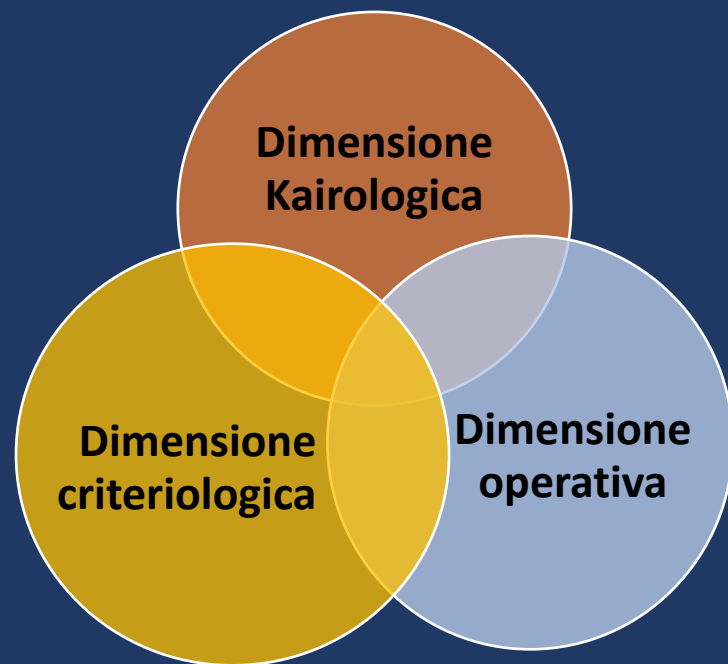 Dimensione
Kairologica
Dimensione
criteriologica
Dimensione
operativa